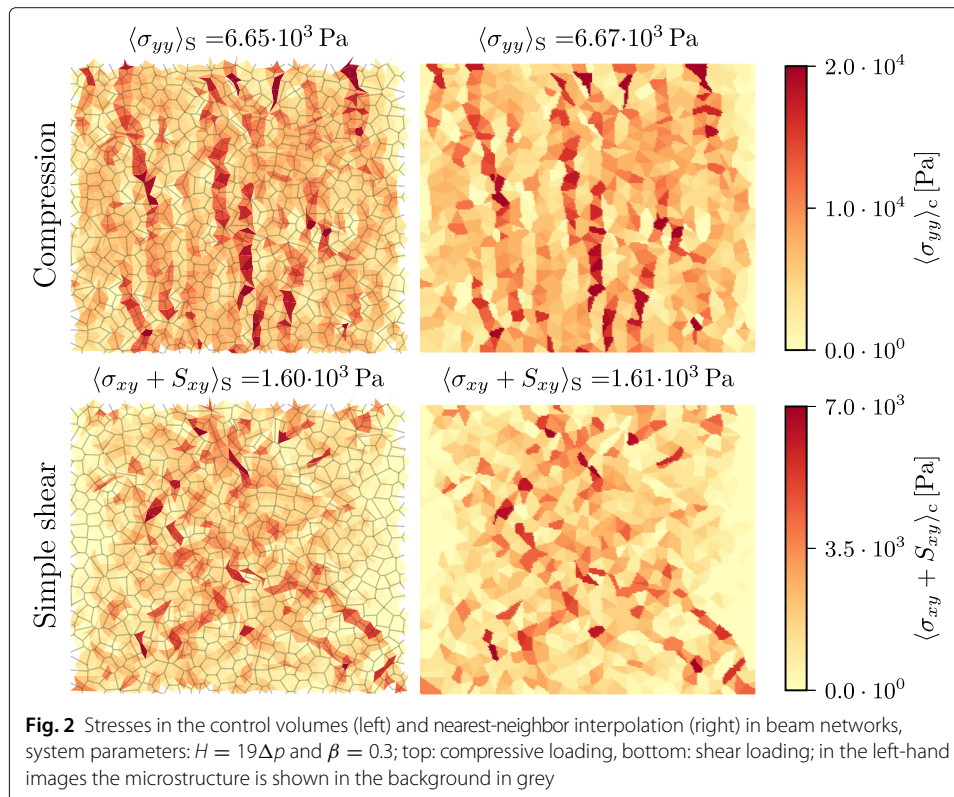 ⟨σyy⟩S =6.65·10³ Pa
⟨σyy⟩S =6.67·10³ Pa
Compression
2.0 · 10⁴
1.0 · 10⁴
0.0 · 10⁰
⟨σyy⟩c [Pa]
⟨σxy + Sxy⟩S =1.60·10³ Pa
⟨σxy + Sxy⟩S =1.61·10³ Pa
Simple shear
7.0 · 10³
3.5 · 10³
0.0 · 10⁰
⟨σxy + Sxy⟩c [Pa]
Fig. 2 Stresses in the control volumes (left) and nearest-neighbor interpolation (right) in beam networks,
system parameters: H = 19Δp and β = 0.3; top: compressive loading, bottom: shear loading; in the left-hand
images the microstructure is shown in the background in grey